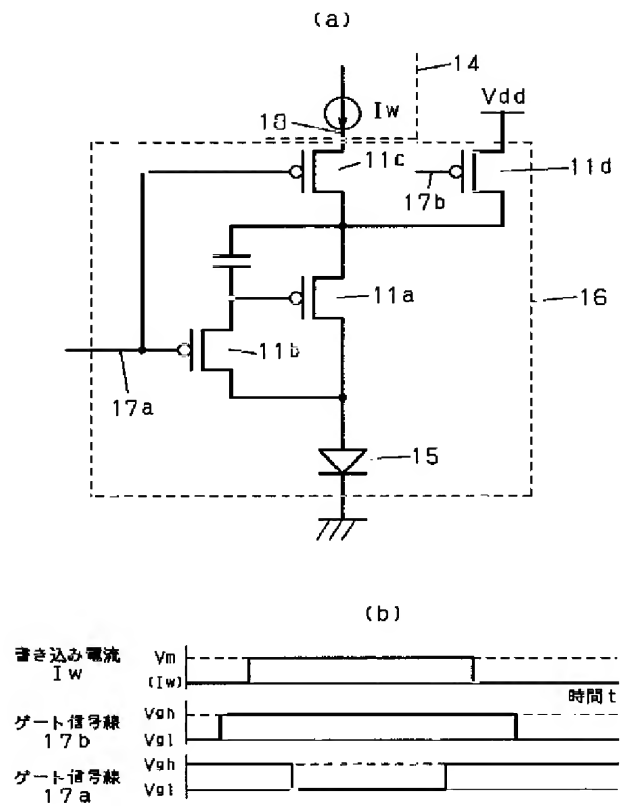 (a)
14
Iw
18
Vdd
11c
11d
17b
11a
16
11b
17a
15
(b)
書き込み電流
Iw
Vm
(Iw)
時間t
ゲート信号線
17b
Vgh
Vgl
ゲート信号線
17a
Vgh
Vgl